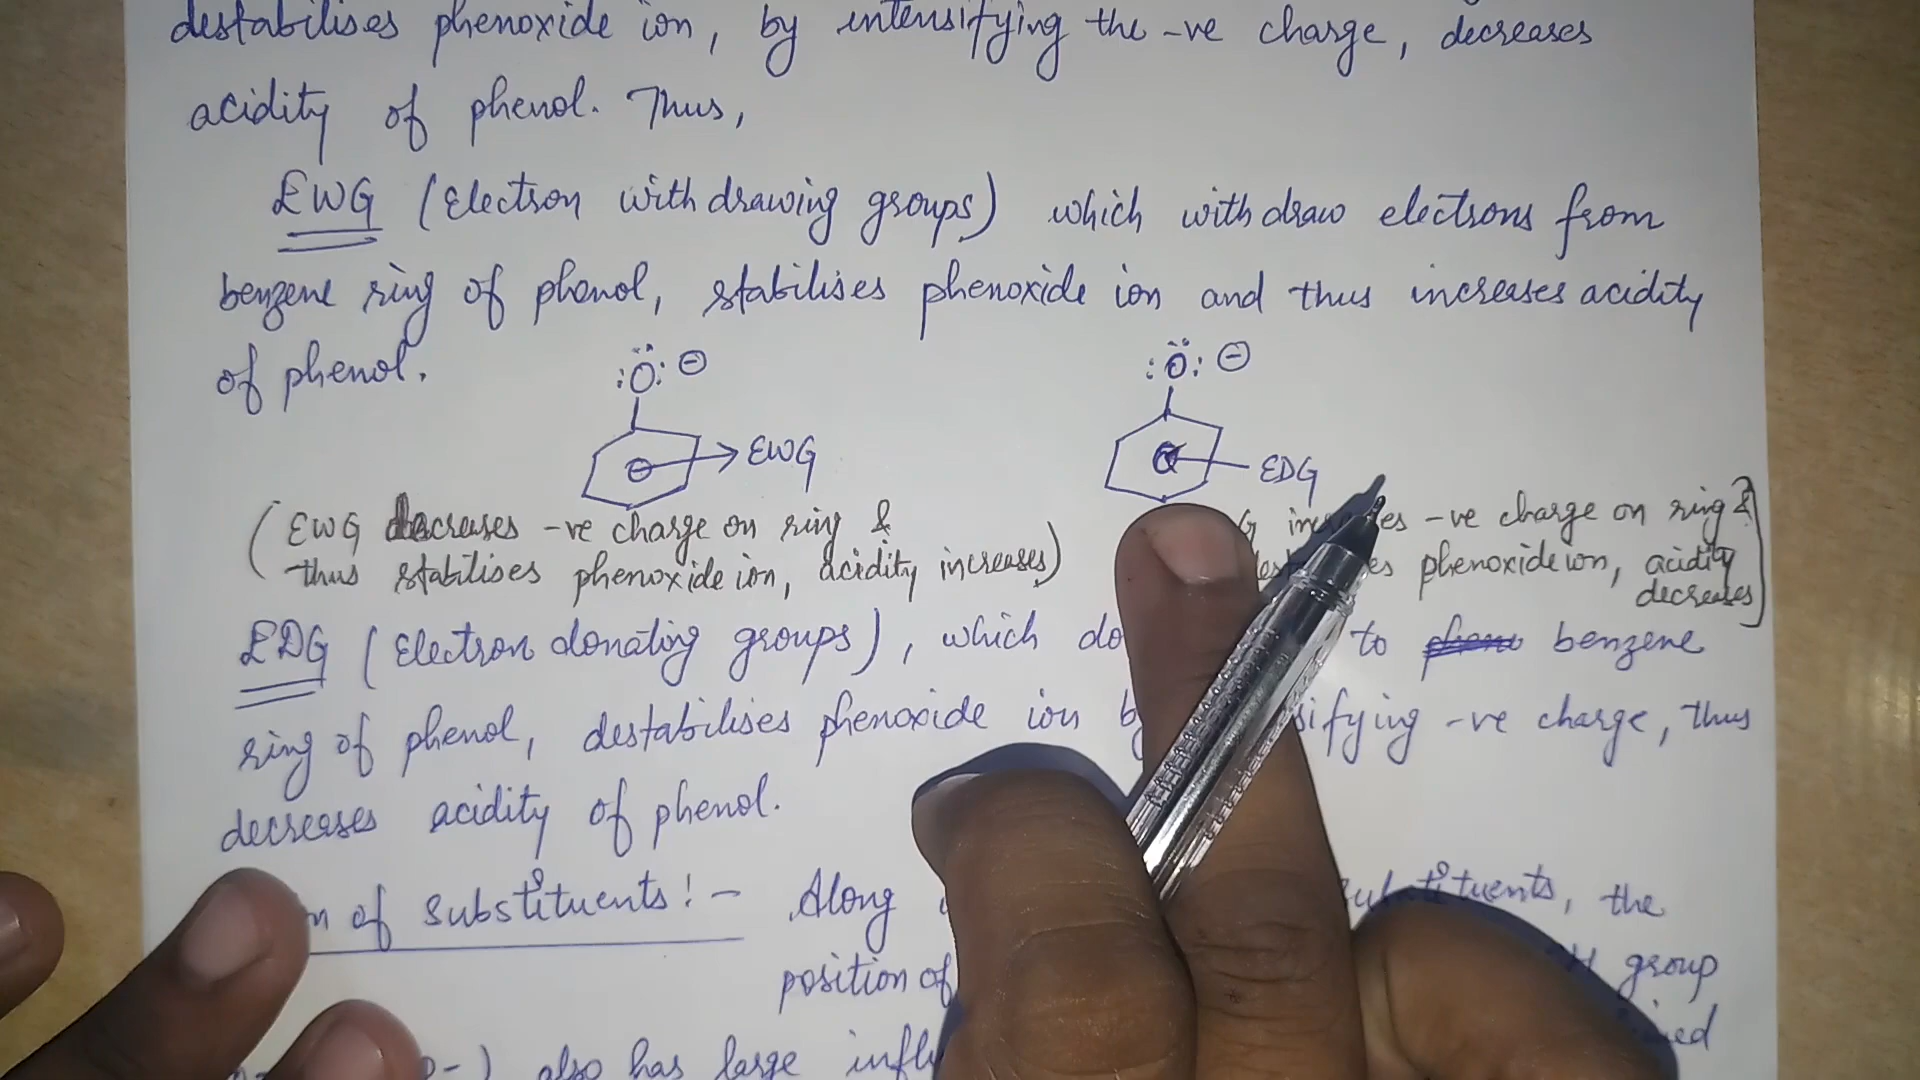 destabilises phenoxide ion, by intensifying the -ve charge, decreases
acidity of phenol. Thus,
EWG (Electron withdrawing groups) which withdraw electrons from
benzene ring of phenol, stabilises phenoxide ion and thus increases acidity
of phenol.
:Ö: ⊖
:Ö: ⊖
EWG
EDG
(EWG decreases -ve charge on ring &
thus stabilises phenoxide ion, acidity increases)
-ve charge on ring &
phenoxide ion, acidity
decreases)
EDG (Electron donating groups), which to benzene
ring of phenol, destabilises phenoxide ion -ve charge, thus
decreases acidity of phenol.
of substituents! - Along substituents, the
position of group
also has large